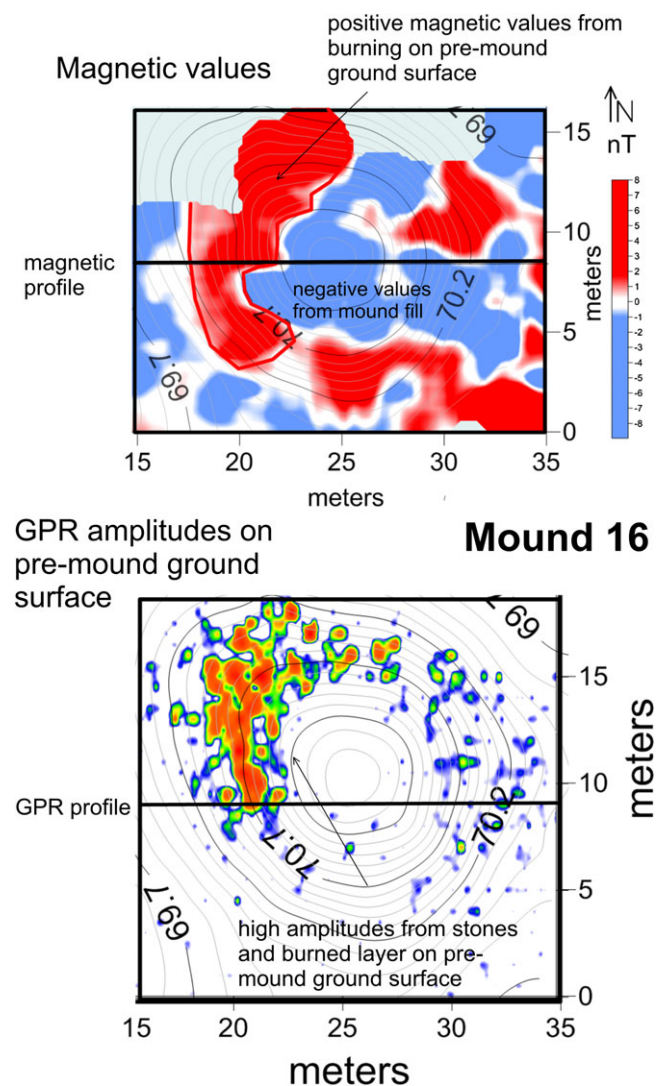 positive magnetic values from
burning on pre-mound
ground surface
Magnetic values
N
nT
69.7
15
10
5
0
meters
8
7
6
5
4
3
2
1
0
-1
-2
-3
-4
-5
-6
-7
-8
magnetic
profile
negative values
from mound fill
70.2
70.7
69.7
15
20
25
30
35
meters
GPR amplitudes on
pre-mound ground
surface
Mound 16
69.7
15
10
5
0
meters
GPR profile
70.2
70.7
69.7
high amplitudes from stones
and burned layer on pre-
mound ground surface
15
20
25
30
35
meters